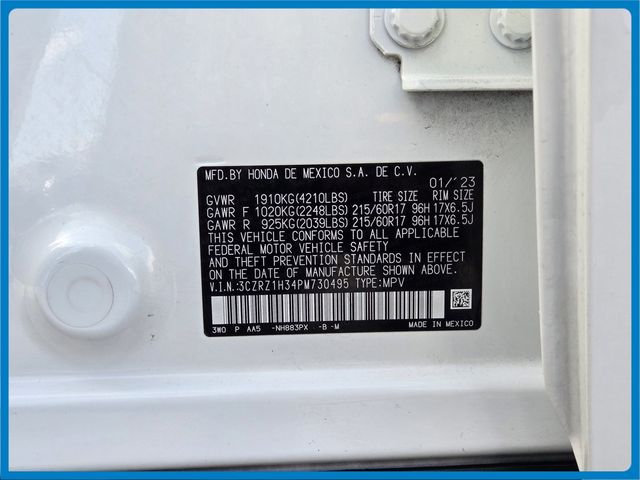 MFD.BY HONDA DE MEXICO S.A. DE C.V.
01/'23
GVWR 1910KG(4210LBS) TIRE SIZE RIM SIZE
GAWR F 1020KG(2248LBS) 215/60R17 96H 17X6.5J
GAWR R 925KG(2039LBS) 215/60R17 96H 17X6.5J
THIS VEHICLE CONFORMS TO ALL APPLICABLE
FEDERAL MOTOR VEHICLE SAFETY
AND THEFT PREVENTION STANDARDS IN EFFECT
ON THE DATE OF MANUFACTURE SHOWN ABOVE.
V.I.N.:3CZRZ1H34PM730495 TYPE:MPV
3W0 P AA5 -NH883PX -B-M MADE IN MEXICO